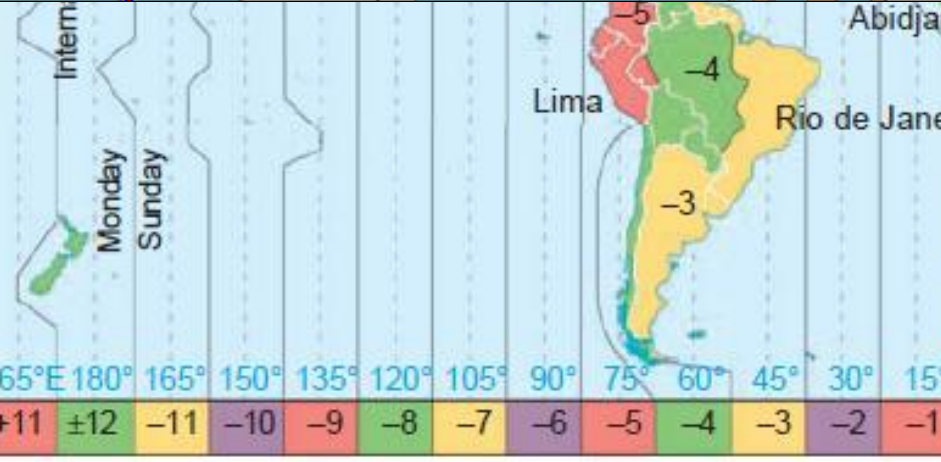 –5
Abidja
Interna
–4
Lima
Rio de Jane
Monday
Sunday
–3
65°E 180° 165° 150° 135° 120° 105° 90° 75° 60° 45° 30° 15°
+11 ±12 –11 –10 –9 –8 –7 –6 –5 –4 –3 –2 –1